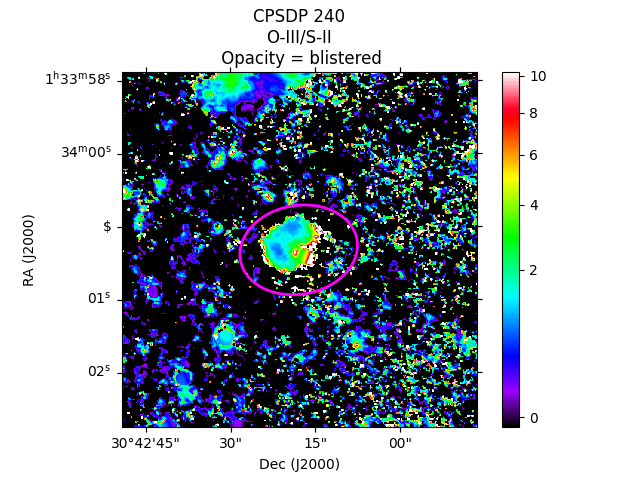 CPSDP 240
O-III/S-II
Opacity = blistered
1ʰ33ᵐ58ˢ
34ᵐ00ˢ
$
01ˢ
02ˢ
RA (J2000)
30°42'45" 30" 15" 00"
Dec (J2000)
10
8
6
4
2
0